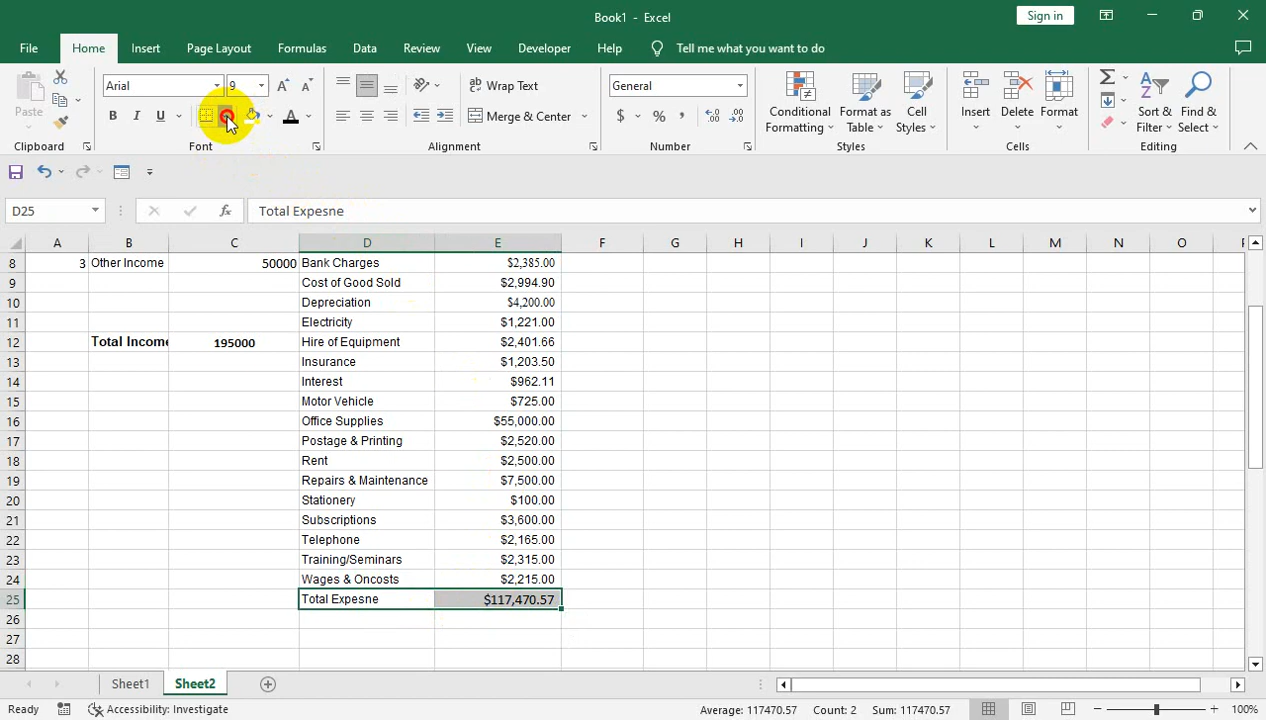 Book1 - Excel
Sign in
File Home Insert Page Layout Formulas Data Review View Developer Help Tell me what you want to do
Paste
Arial 9
B I U A
Wrap Text
Merge & Center
General
$ %
Conditional Formatting
Format as Table
Cell Styles
Insert
Delete
Format
Sort & Filter
Find & Select
Clipboard Font Alignment Number Styles Cells Editing
D25 fx Total Expesne
A B C D E F G H I J K L M N O
8 3 Other Income 50000 Bank Charges $2,385.00
9 Cost of Good Sold $2,994.90
10 Depreciation $4,200.00
11 Electricity $1,221.00
12 Total Income 195000 Hire of Equipment $2,401.66
13 Insurance $1,203.50
14 Interest $962.11
15 Motor Vehicle $725.00
16 Office Supplies $55,000.00
17 Postage & Printing $2,520.00
18 Rent $2,500.00
19 Repairs & Maintenance $7,500.00
20 Stationery $100.00
21 Subscriptions $3,600.00
22 Telephone $2,165.00
23 Training/Seminars $2,315.00
24 Wages & Oncosts $2,215.00
25 Total Expesne $117,470.57
26
27
28
Sheet1 Sheet2
Ready Accessibility: Investigate Average: 117470.57 Count: 2 Sum: 117470.57 100%